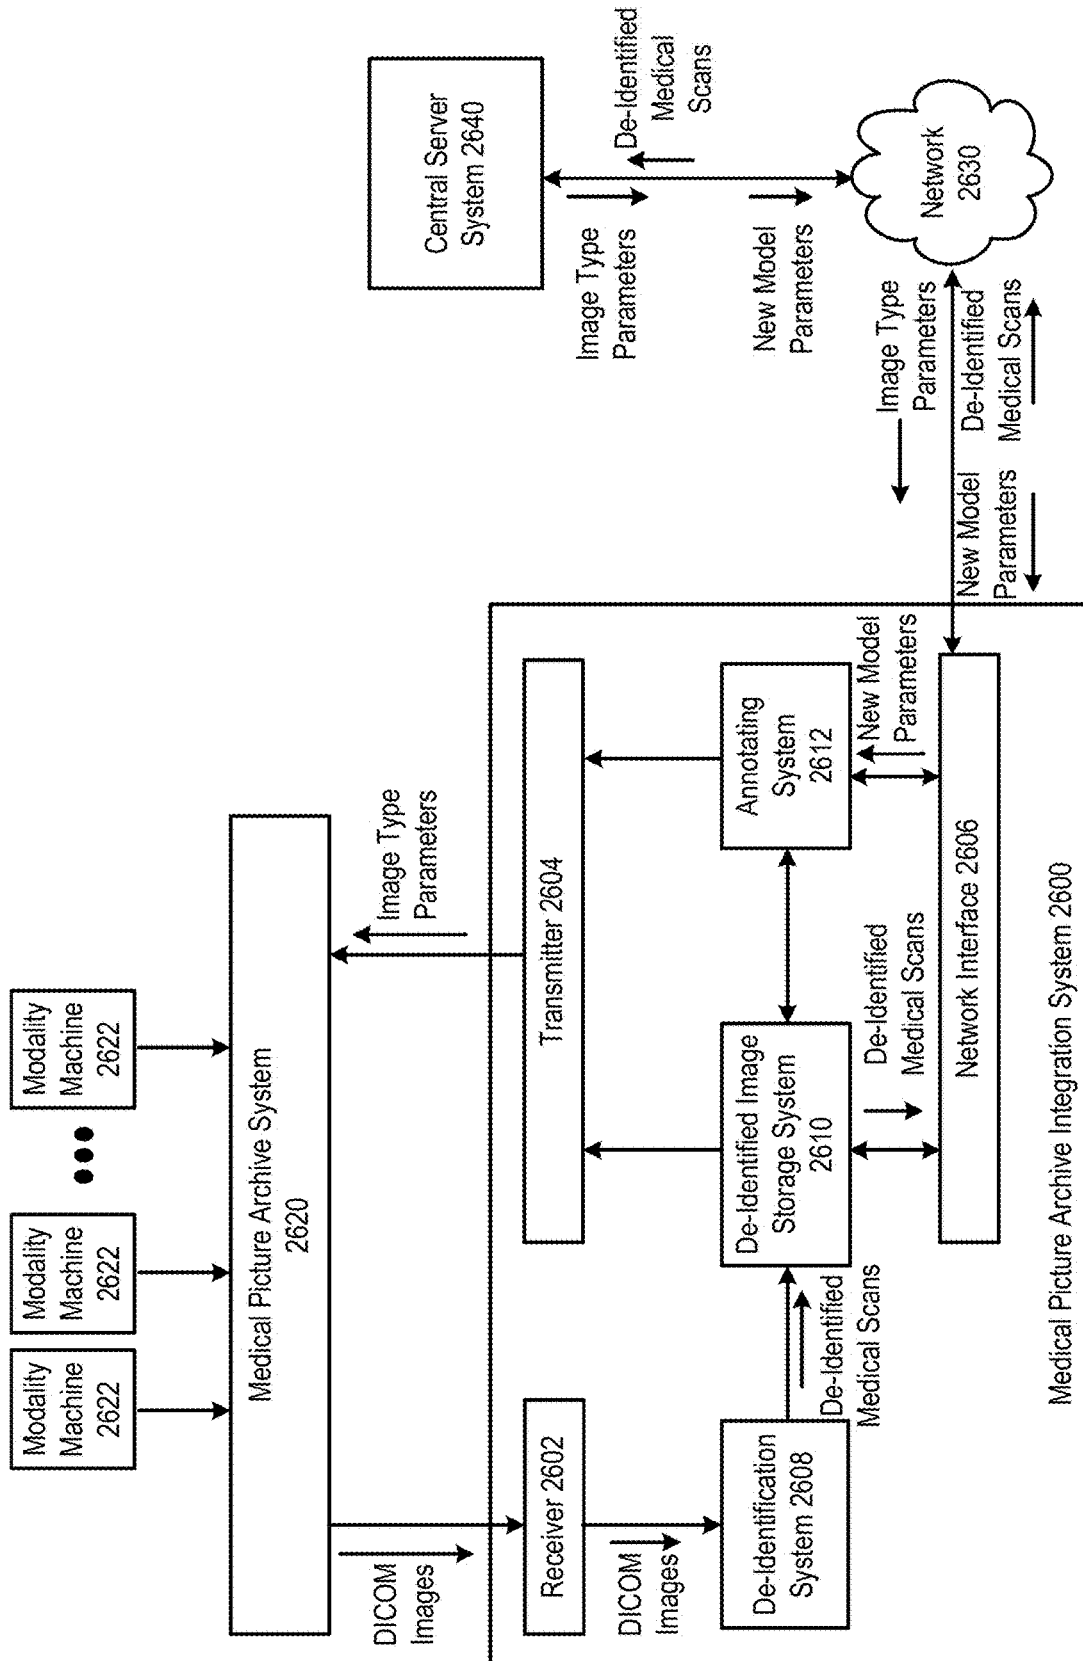 Modality
Machine
2622
Modality
Machine
2622
Modality
Machine
2622
Medical Picture Archive System
2620
DICOM
Images
Image Type
Parameters
Receiver 2602
DICOM
Images
De-Identification
System 2608
De-Identified
Medical Scans
Transmitter 2604
De-Identified Image
Storage System
2610
Annotating
System
2612
De-Identified
Medical Scans
New Model
Parameters
Network Interface 2606
Medical Picture Archive Integration System 2600
Central Server
System 2640
Image Type
Parameters
De-Identified
Medical
Scans
New Model
Parameters
Network
2630
Image Type
Parameters
New Model
Parameters
De-Identified
Medical Scans